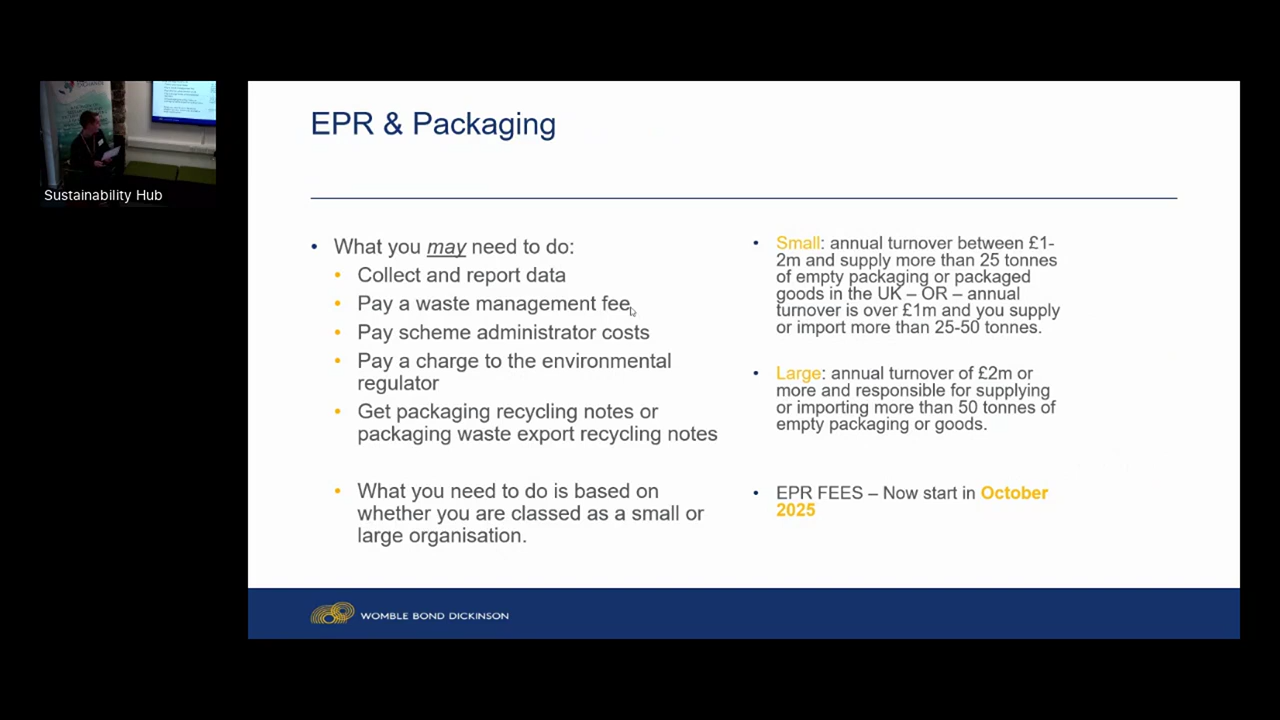 EPR & Packaging
Sustainability Hub
• What you may need to do:
• Collect and report data
• Pay a waste management fee
• Pay scheme administrator costs
• Pay a charge to the environmental
regulator
• Get packaging recycling notes or
packaging waste export recycling notes
• What you need to do is based on
whether you are classed as a small or
large organisation.
• Small: annual turnover between £1-
2m and supply more than 25 tonnes
of empty packaging or packaged
goods in the UK – OR – annual
turnover is over £1m and you supply
or import more than 25-50 tonnes.
• Large: annual turnover of £2m or
more and responsible for supplying
or importing more than 50 tonnes of
empty packaging or goods.
• EPR FEES – Now start in October
2025
WOMBLE BOND DICKINSON